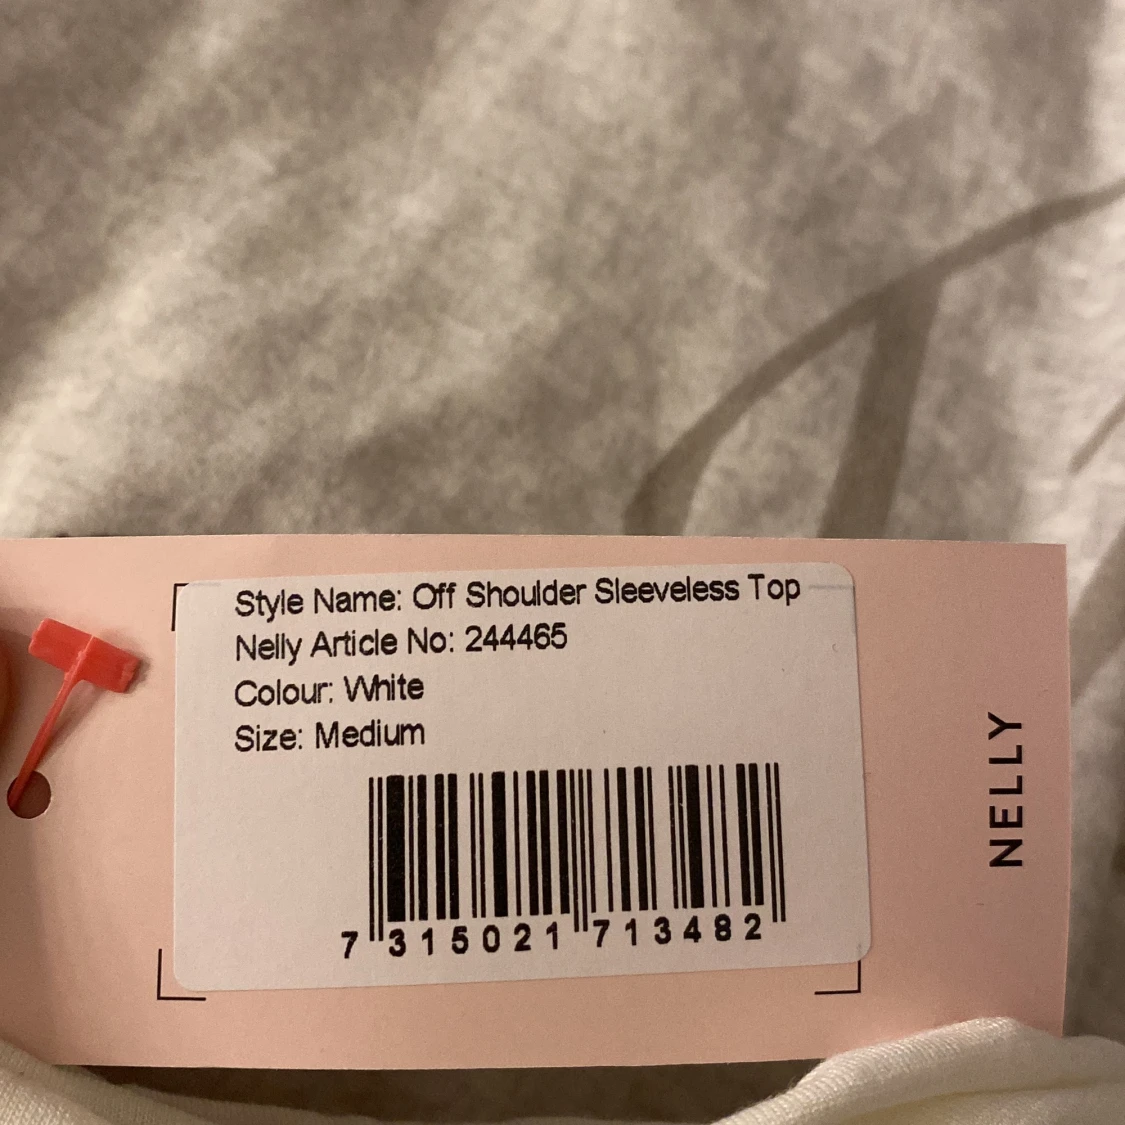 Style Name: Off Shoulder Sleeveless Top
Nelly Article No: 244465
Colour: White
Size: Medium
7 315021 713482
NELLY